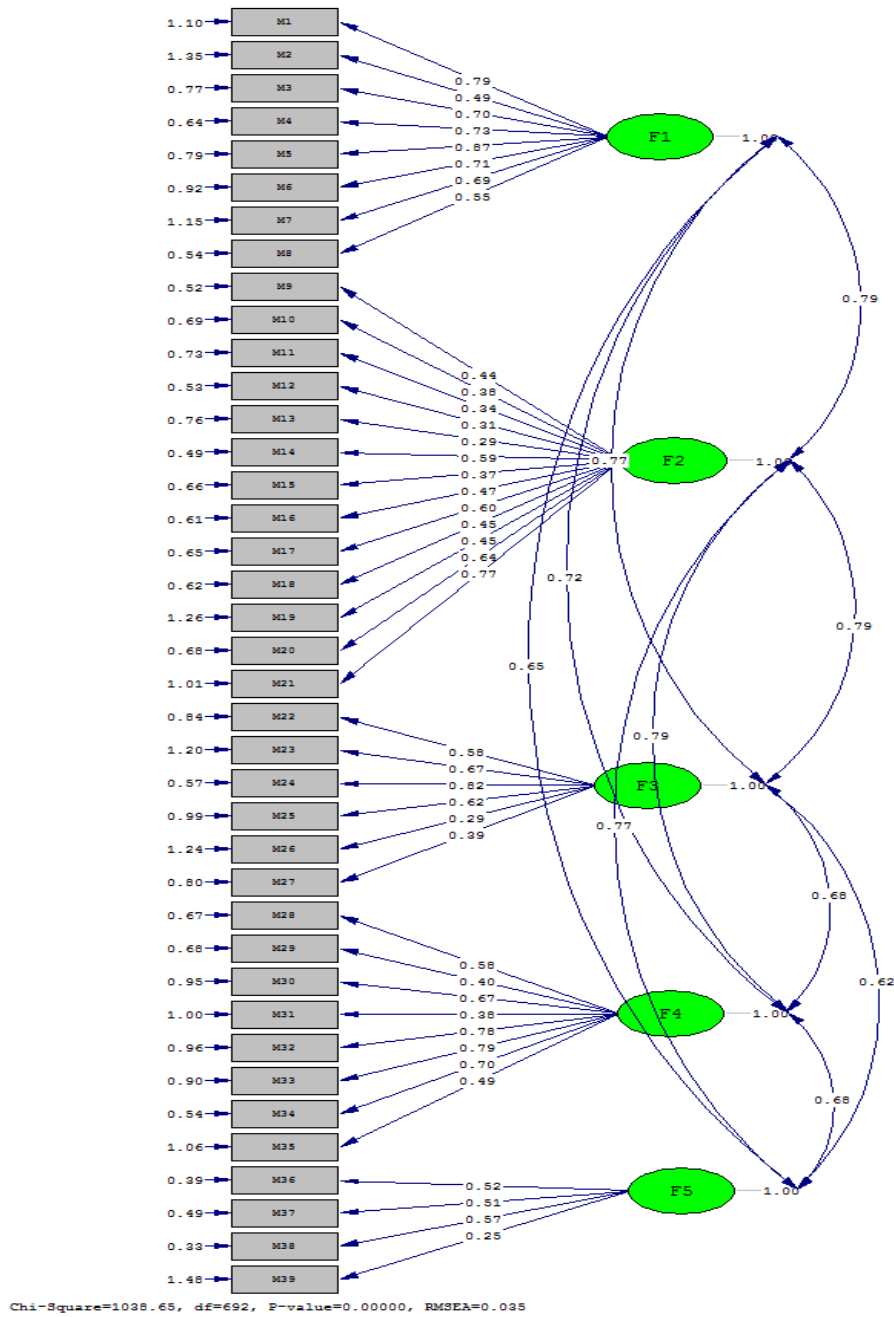 1.10 M1
1.35 M2
0.77 M3
0.64 M4
0.79 M5
0.92 M6
1.15 M7
0.54 M8
0.52 M9
0.69 M10
0.73 M11
0.53 M12
0.76 M13
0.49 M14
0.66 M15
0.61 M16
0.65 M17
0.62 M18
1.26 M19
0.68 M20
1.01 M21
0.84 M22
1.20 M23
0.57 M24
0.99 M25
1.24 M26
0.80 M27
0.67 M28
0.68 M29
0.95 M30
1.00 M31
0.96 M32
0.90 M33
0.54 M34
1.06 M35
0.39 M36
0.49 M37
0.33 M38
1.48 M39
0.79
0.49
0.70
0.73
0.87
0.71
0.69
0.55
F1 1.00
0.44
0.38
0.34
0.31
0.29
0.59
0.37
0.47
0.60
0.45
0.45
0.64
0.77
F2 1.00
0.58
0.67
0.82
0.62
0.29
0.39
F3 1.00
0.58
0.40
0.67
0.38
0.78
0.79
0.70
0.49
F4 1.00
0.52
0.51
0.57
0.25
F5 1.00
0.79
0.77
0.72
0.79
0.65
0.79
0.77
0.68
0.62
0.68
Chi-Square=1038.65, df=692, P-value=0.00000, RMSEA=0.035